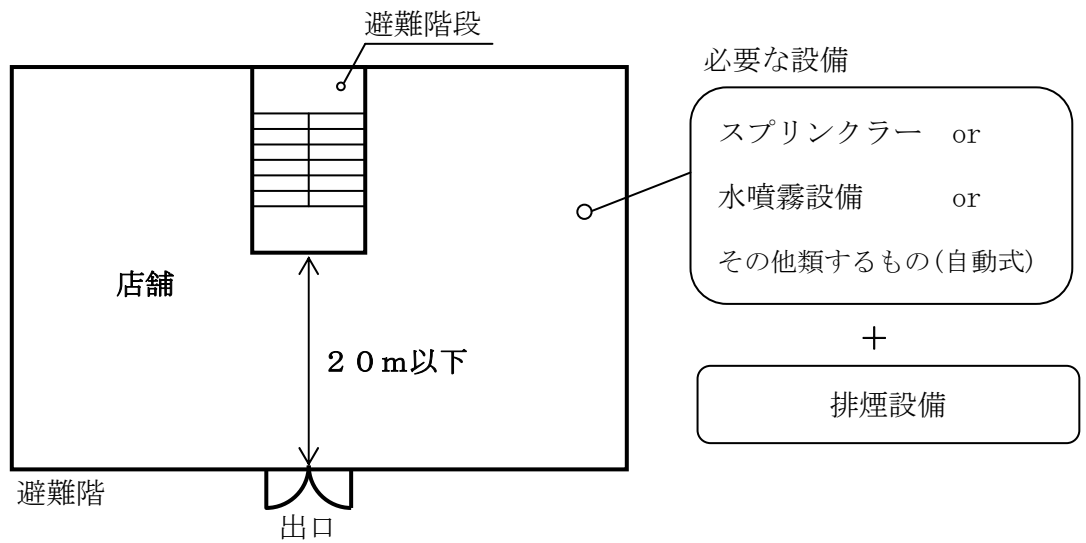 避難階段
必要な設備
スプリンクラー or
水噴霧設備 or
その他類するもの(自動式)
+
排煙設備
店舗
20m以下
避難階
出口